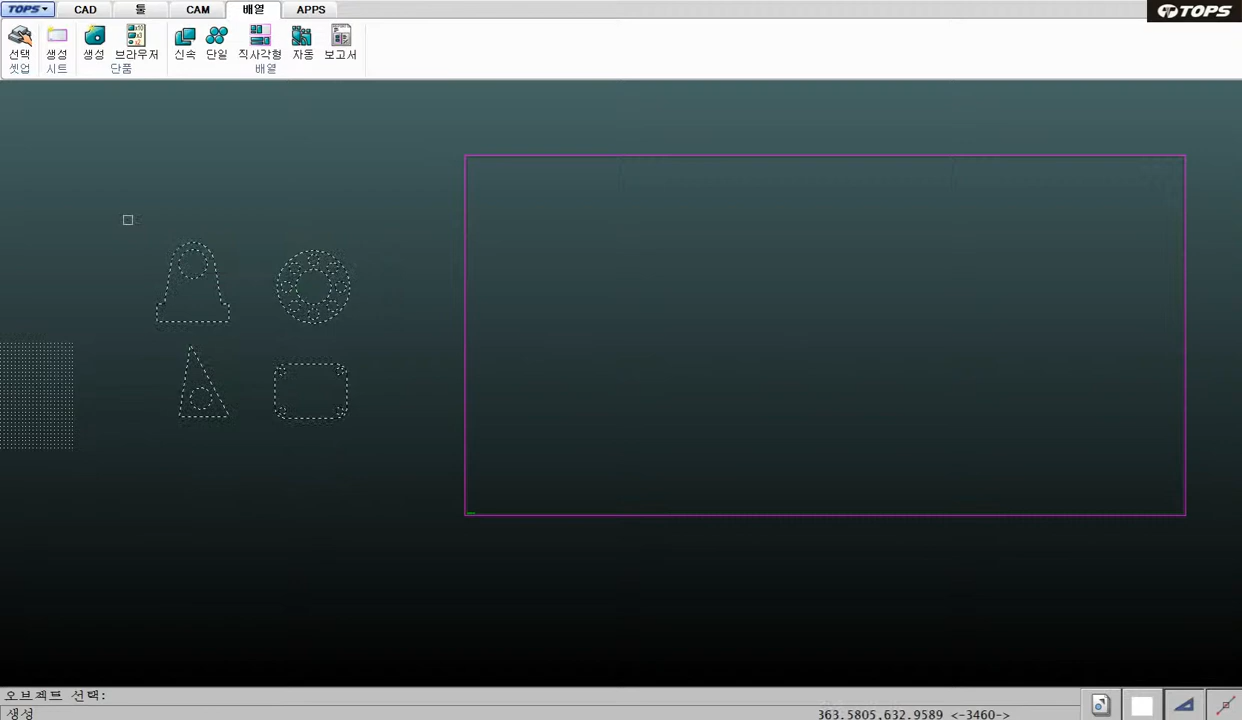 TOPS CAD 툴 CAM 배열 APPS
TOPS
선택 생성 생성 브라우저 신속 단일 직사각형 자동 보고서
셋업 시트 단품 배열
오브젝트 선택:
생성 363.5805,632.9589 <-3460->